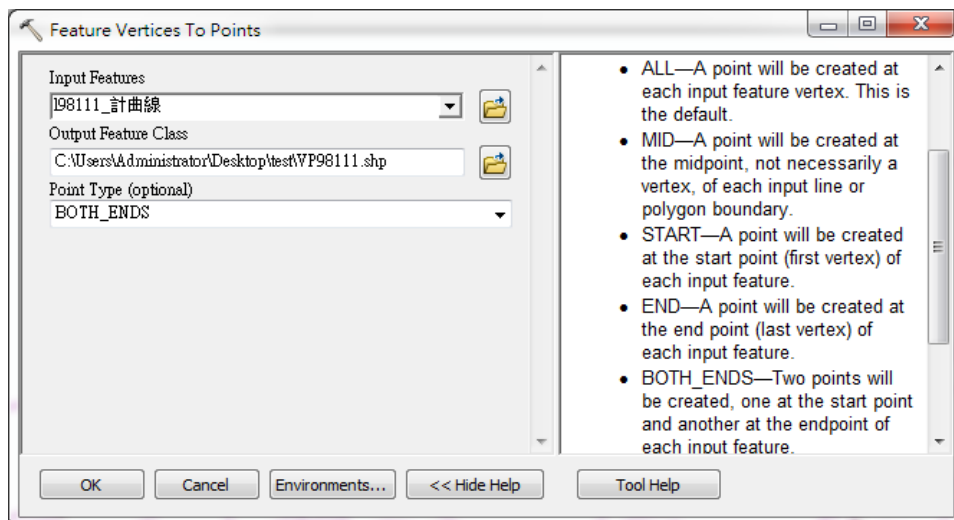 Feature Vertices To Points
Input Features
l98111_計曲線
Output Feature Class
C:\Users\Administrator\Desktop\test\VP98111.shp
Point Type (optional)
BOTH_ENDS
• ALL—A point will be created at
each input feature vertex. This is
the default.
• MID—A point will be created at
the midpoint, not necessarily a
vertex, of each input line or
polygon boundary.
• START—A point will be created
at the start point (first vertex) of
each input feature.
• END—A point will be created at
the end point (last vertex) of
each input feature.
• BOTH_ENDS—Two points will
be created, one at the start point
and another at the endpoint of
each input feature.
OK
Cancel
Environments...
<< Hide Help
Tool Help